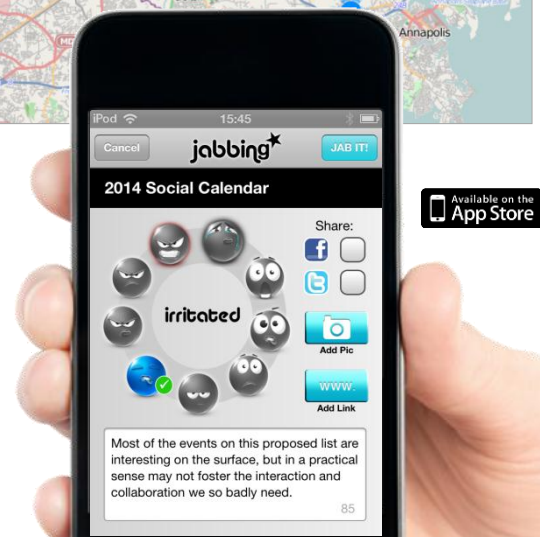 Annapolis
iPod 15:45
Cancel jabbing JAB IT!
2014 Social Calendar
Available on the
App Store
Share:
irritated
Add Pic
www.
Add Link
Most of the events on this proposed list are
interesting on the surface, but in a practical
sense may not foster the interaction and
collaboration we so badly need.
85